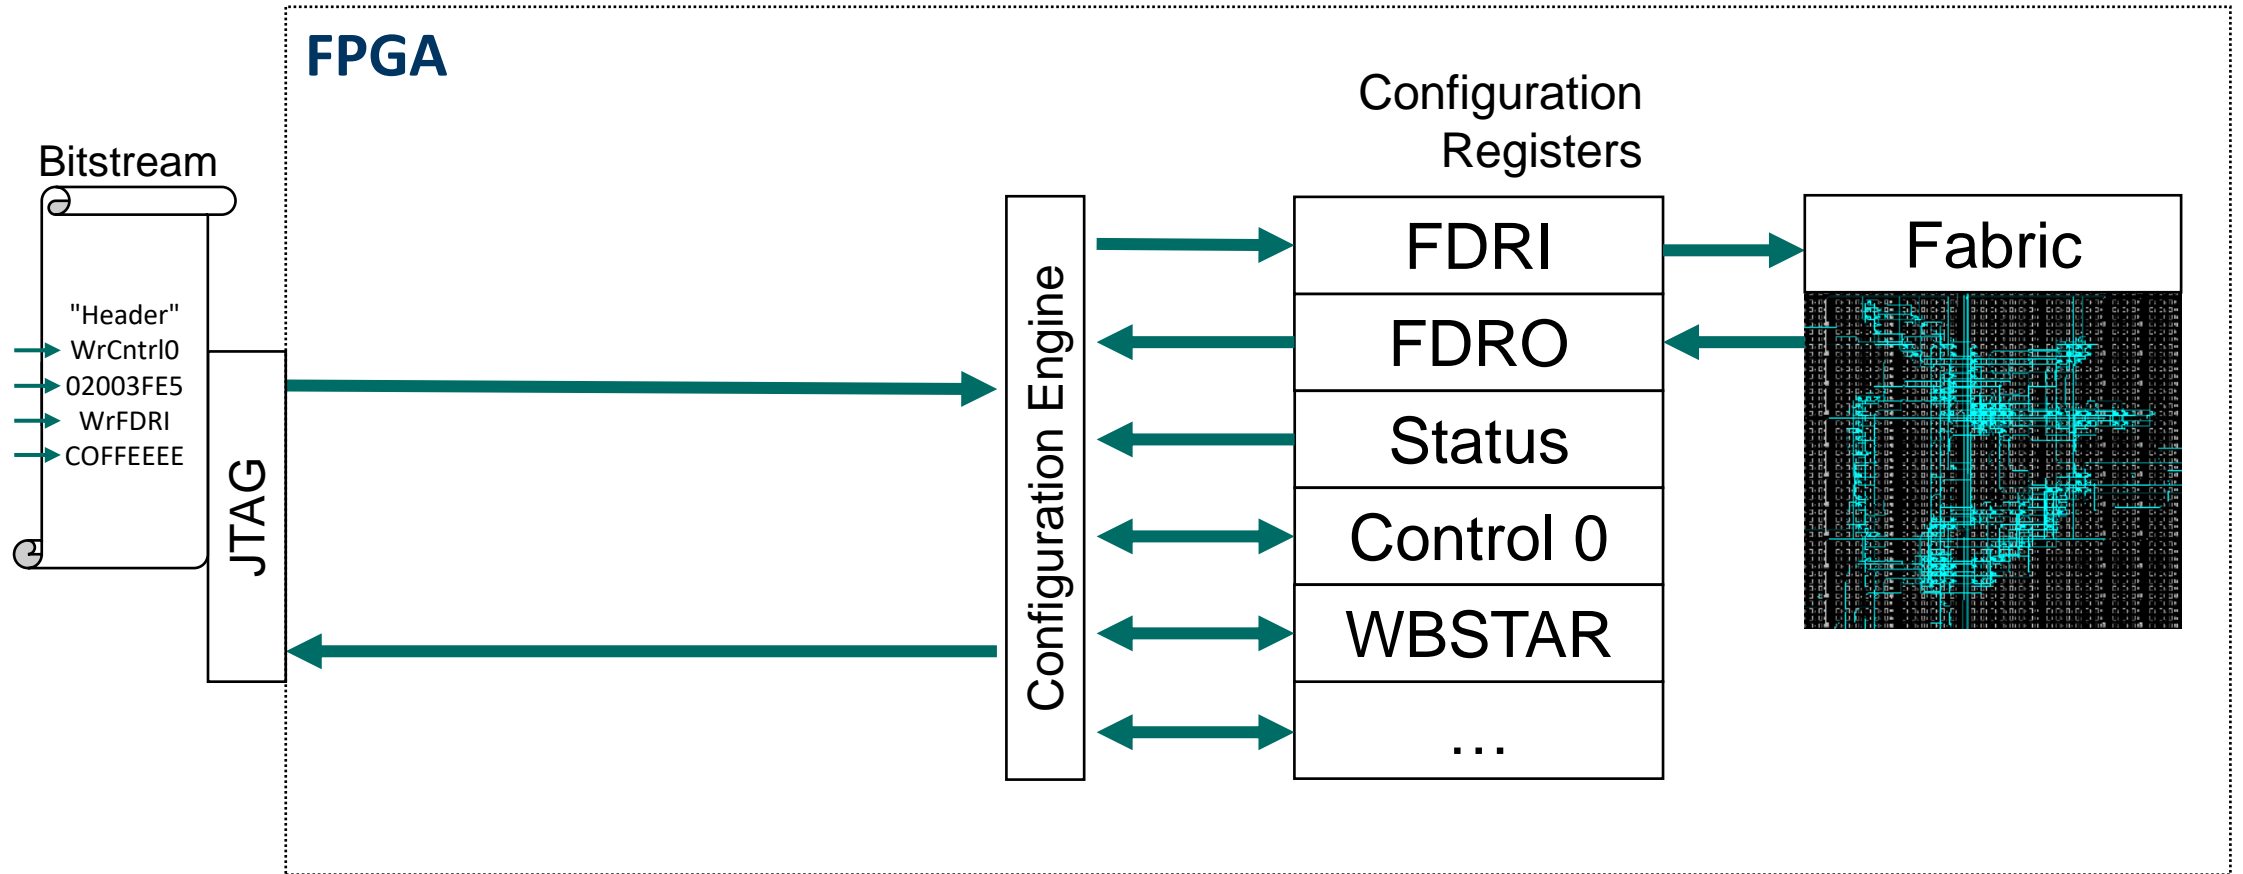 FPGA
Bitstream
"Header"
WrCntrl0
02003FE5
WrFDRI
COFFEEEE
JTAG
Configuration Engine
Configuration
Registers
FDRI
FDRO
Status
Control 0
WBSTAR
...
Fabric